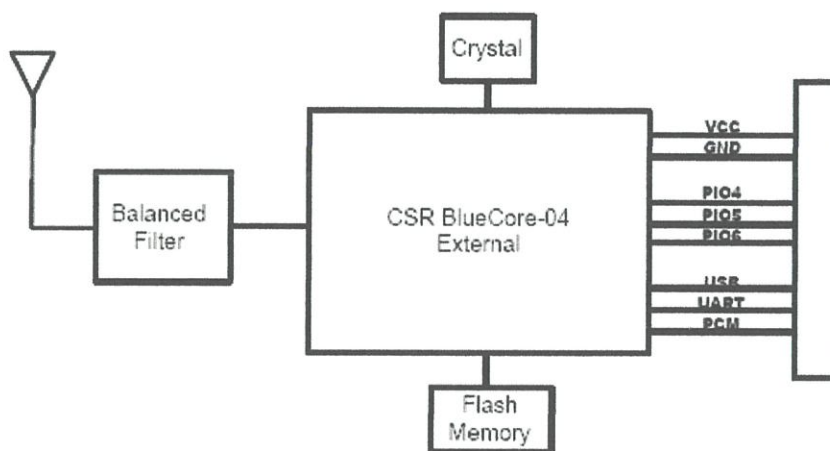 Crystal
VCC
GND
Balanced
Filter
CSR BlueCore-04
External
PIO4
PIO5
PIO6
USB
UART
PCM
Flash
Memory